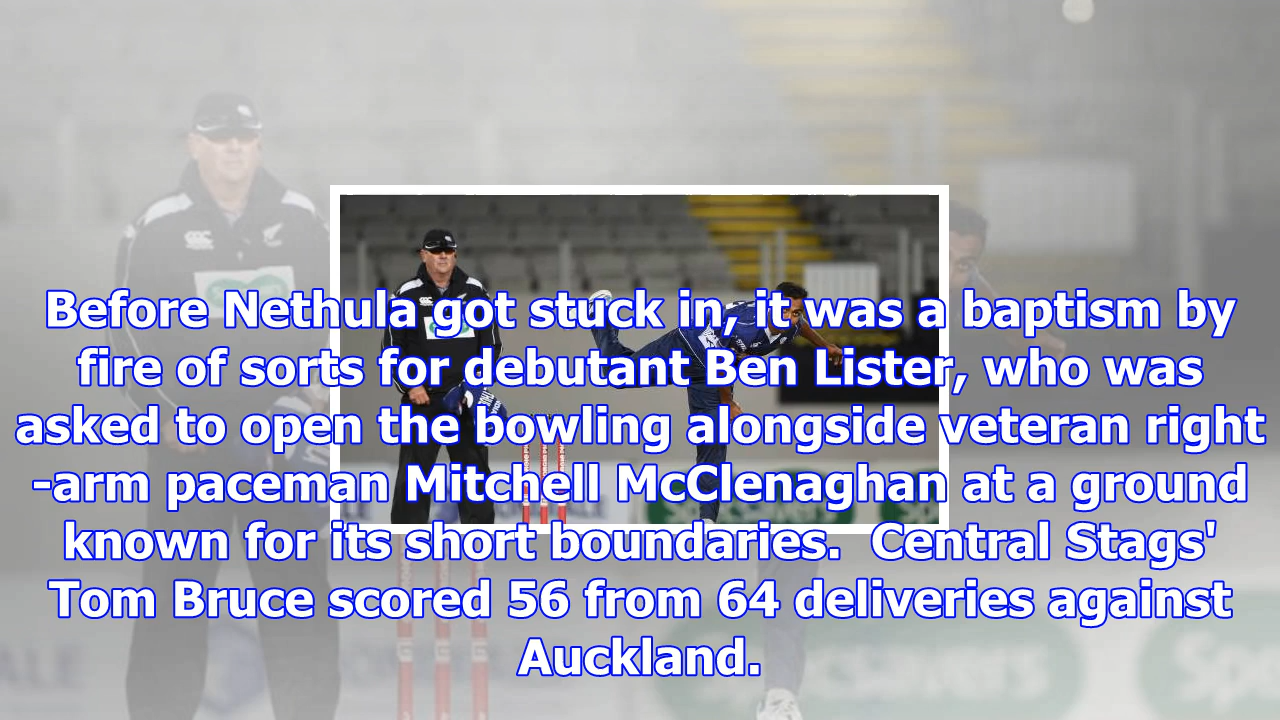 Before Nethula got stuck in, it was a baptism by
fire of sorts for debutant Ben Lister, who was
asked to open the bowling alongside veteran right
-arm paceman Mitchell McClenaghan at a ground
known for its short boundaries.  Central Stags'
Tom Bruce scored 56 from 64 deliveries against
Auckland.